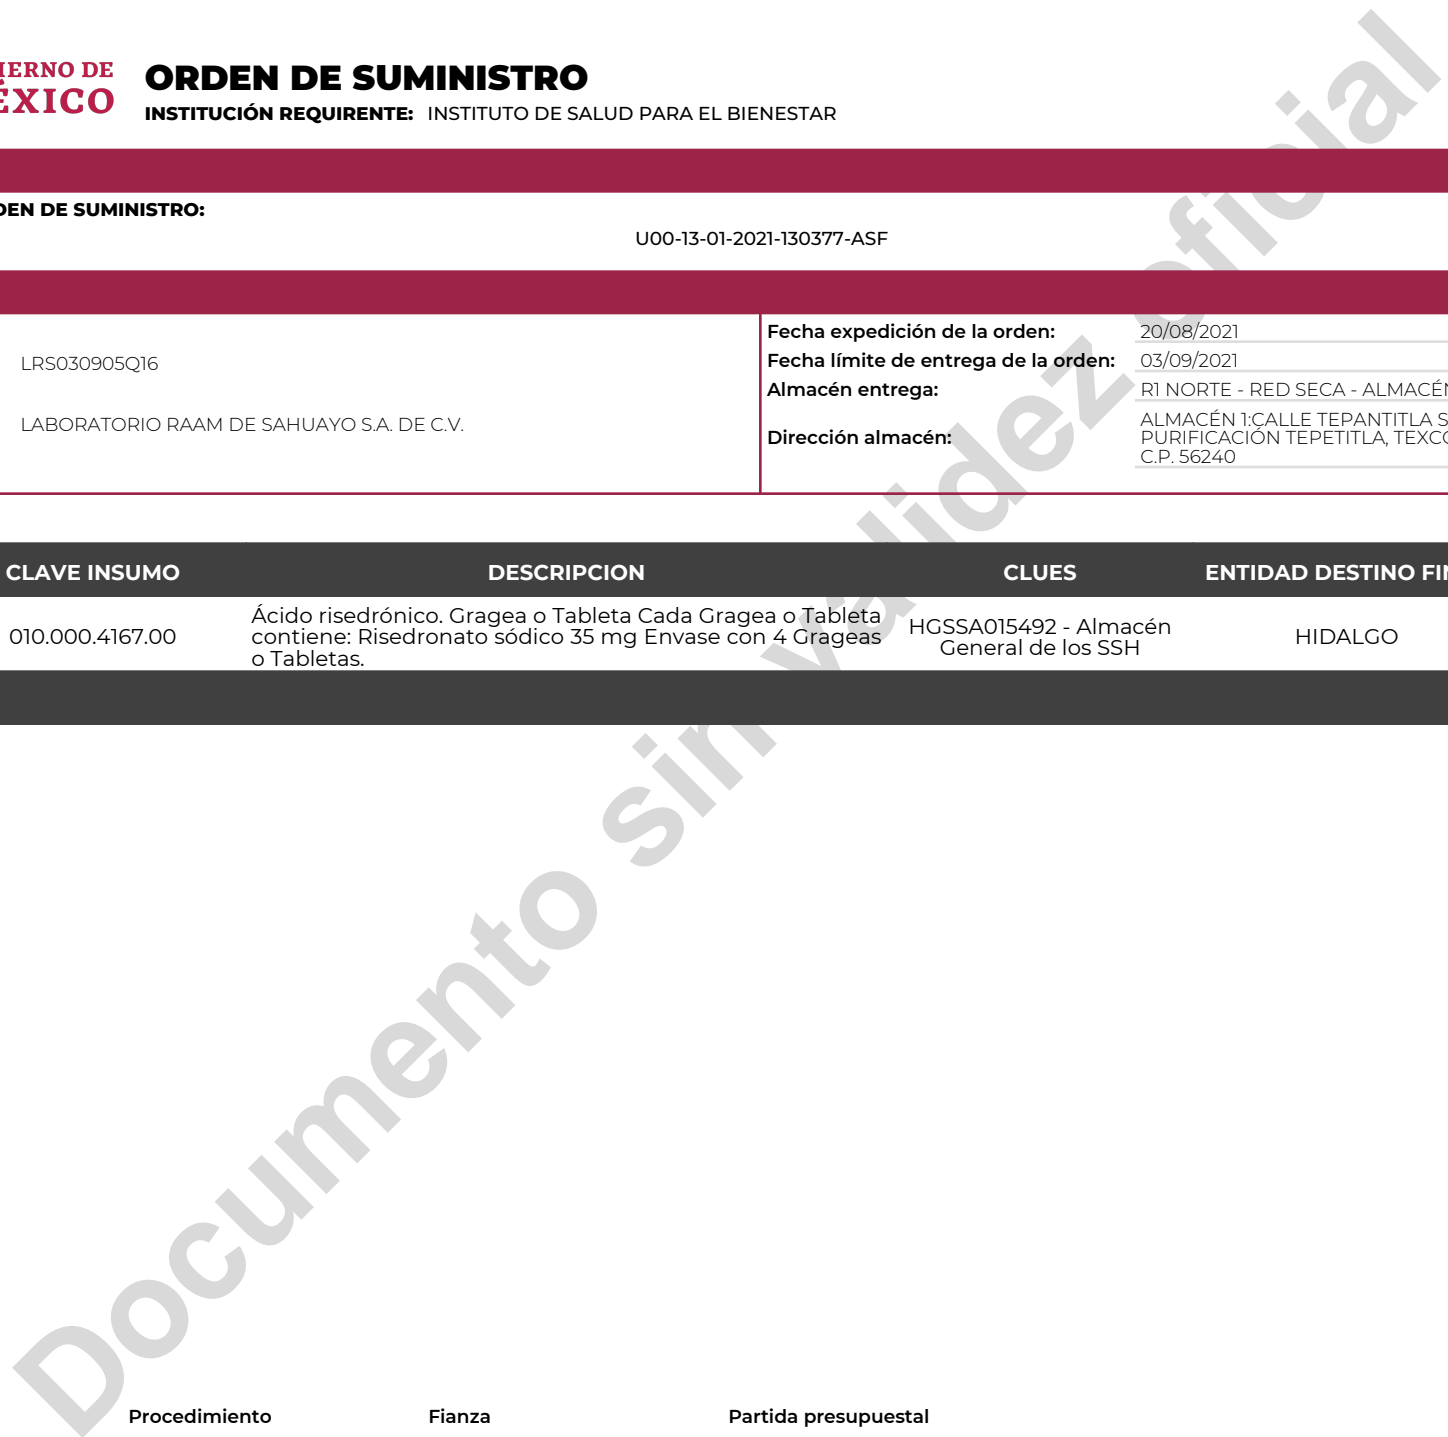 IERNO DE
ÉXICO
ORDEN DE SUMINISTRO
INSTITUCIÓN REQUIRENTE: INSTITUTO DE SALUD PARA EL BIENESTAR
DEN DE SUMINISTRO:
U00-13-01-2021-130377-ASF
LRS030905Q16
LABORATORIO RAAM DE SAHUAYO S.A. DE C.V.
Fecha expedición de la orden: 20/08/2021
Fecha límite de entrega de la orden: 03/09/2021
Almacén entrega: R1 NORTE - RED SECA - ALMACÉN
Dirección almacén:
ALMACÉN 1:CALLE TEPANTITLA S
PURIFICACIÓN TEPETITLA, TEXCO
C.P. 56240
CLAVE INSUMO DESCRIPCION CLUES ENTIDAD DESTINO FIN
010.000.4167.00
Ácido risedrónico. Gragea o Tableta Cada Gragea o Tableta
contiene: Risedronato sódico 35 mg Envase con 4 Grageas
o Tabletas.
HGSSA015492 - Almacén
General de los SSH
HIDALGO
Documento sin validez oficial
Procedimiento Fianza Partida presupuestal